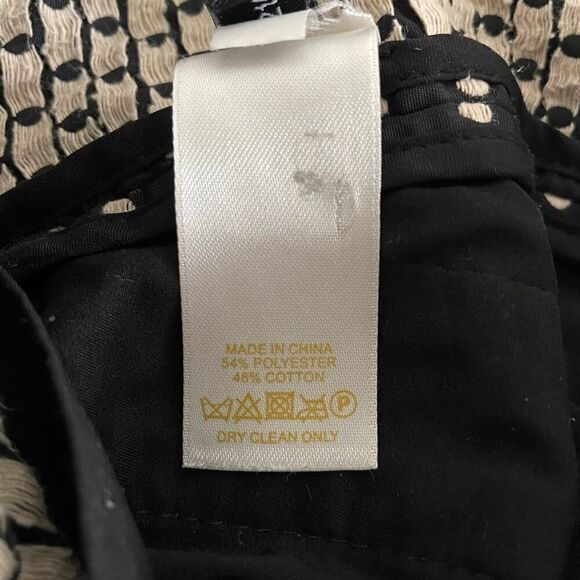 MADE IN CHINA
54% POLYESTER
46% COTTON
P
DRY CLEAN ONLY